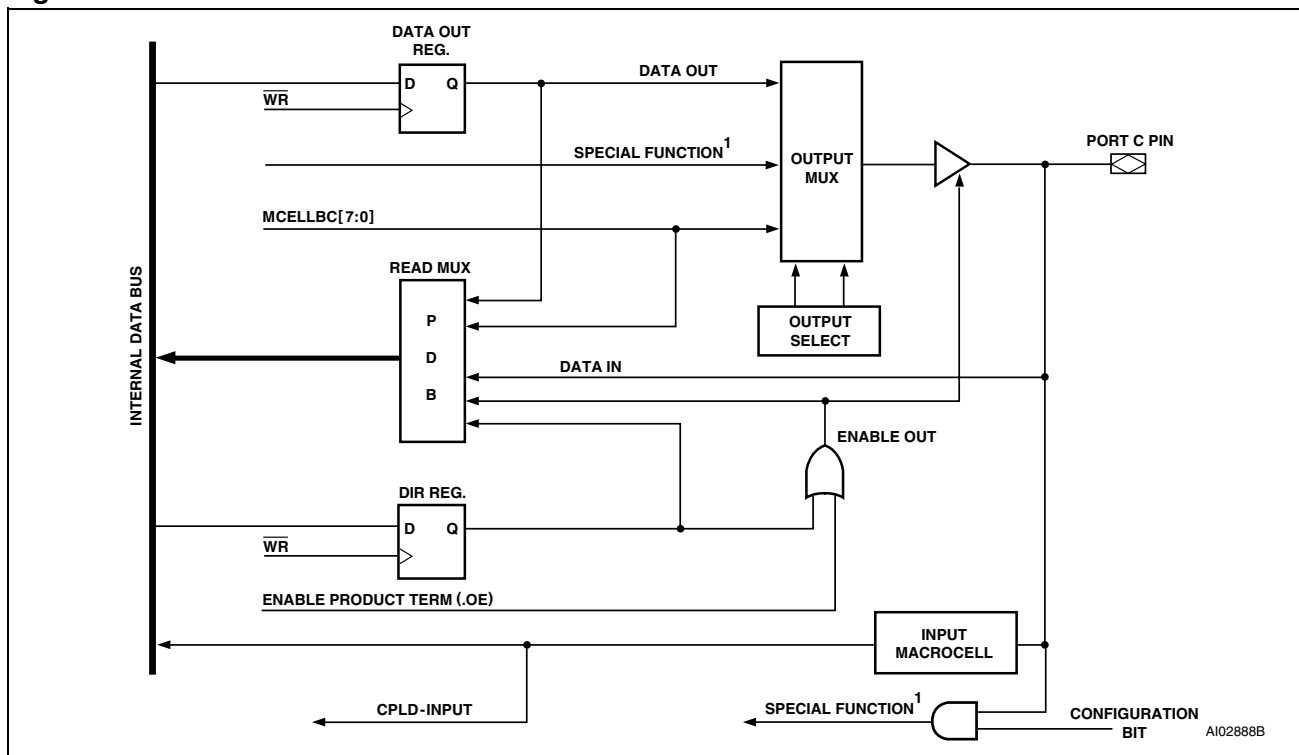 DATA OUT
REG.
D Q
DATA OUT
WR
SPECIAL FUNCTION1
OUTPUT
MUX
PORT C PIN
MCELLBC[7:0]
READ MUX
P
D
B
OUTPUT
SELECT
INTERNAL DATA BUS
DATA IN
ENABLE OUT
DIR REG.
D Q
WR
ENABLE PRODUCT TERM (.OE)
INPUT
MACROCELL
CPLD-INPUT
SPECIAL FUNCTION1
CONFIGURATION
BIT
AI02888B